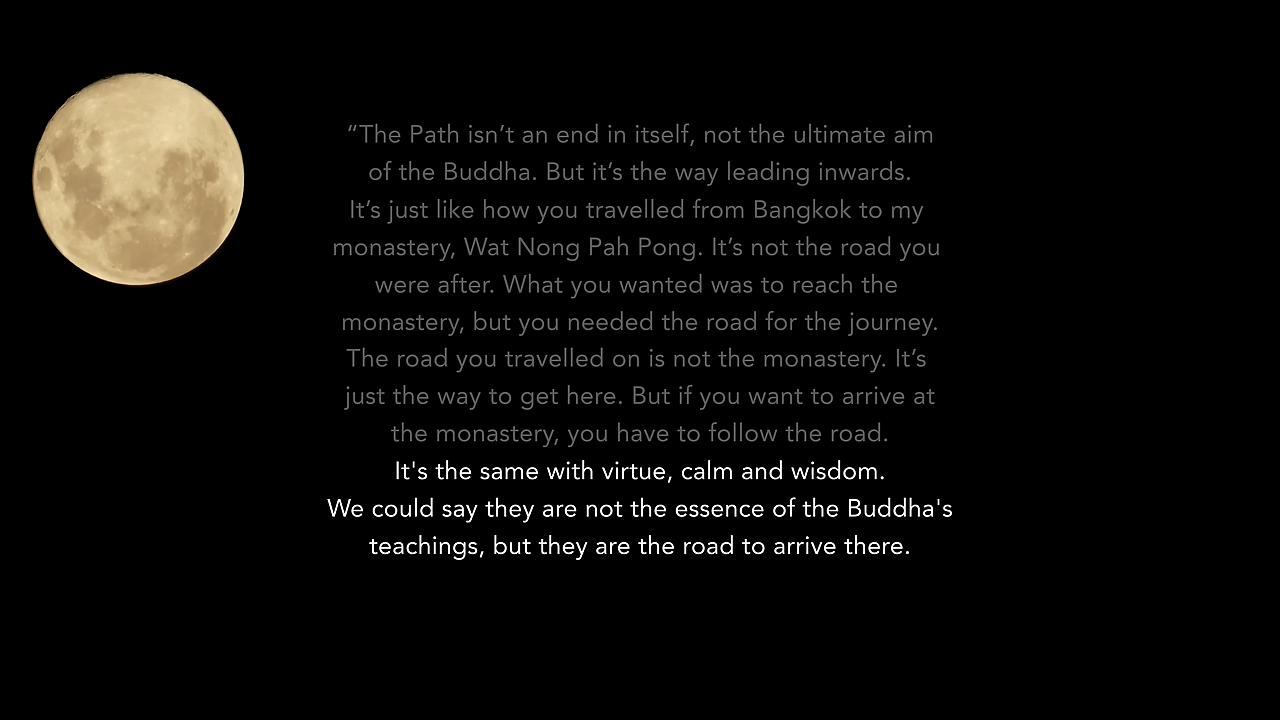 “The Path isn’t an end in itself, not the ultimate aim
of the Buddha. But it’s the way leading inwards.
It’s just like how you travelled from Bangkok to my
monastery, Wat Nong Pah Pong. It’s not the road you
were after. What you wanted was to reach the
monastery, but you needed the road for the journey.
The road you travelled on is not the monastery. It’s
just the way to get here. But if you want to arrive at
the monastery, you have to follow the road.
It's the same with virtue, calm and wisdom.
We could say they are not the essence of the Buddha's
teachings, but they are the road to arrive there.